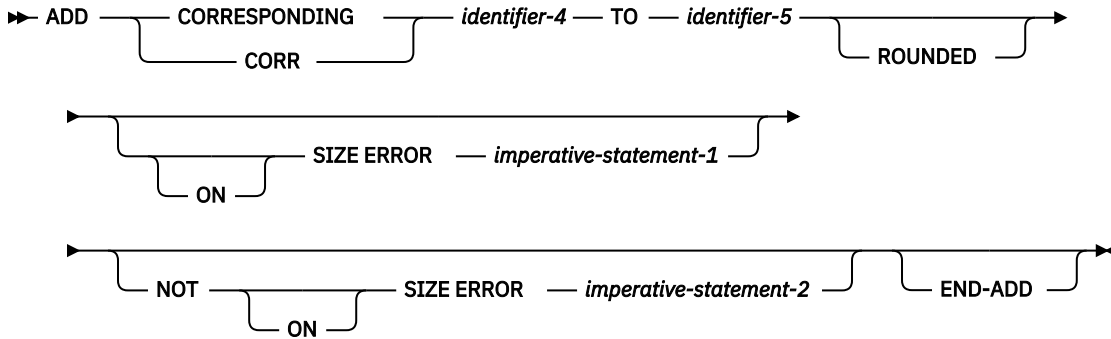 ADD CORRESPONDING identifier-4 TO identifier-5
CORR ROUNDED
SIZE ERROR imperative-statement-1
ON
NOT SIZE ERROR imperative-statement-2 END-ADD
ON